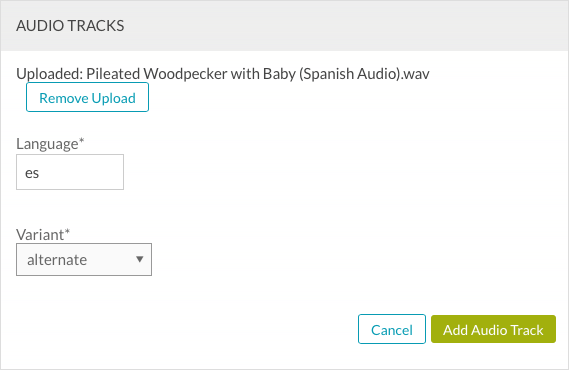 AUDIO TRACKS
Uploaded: Pileated Woodpecker with Baby (Spanish Audio).wav
Remove Upload
Language*
es
Variant*
alternate
Cancel Add Audio Track